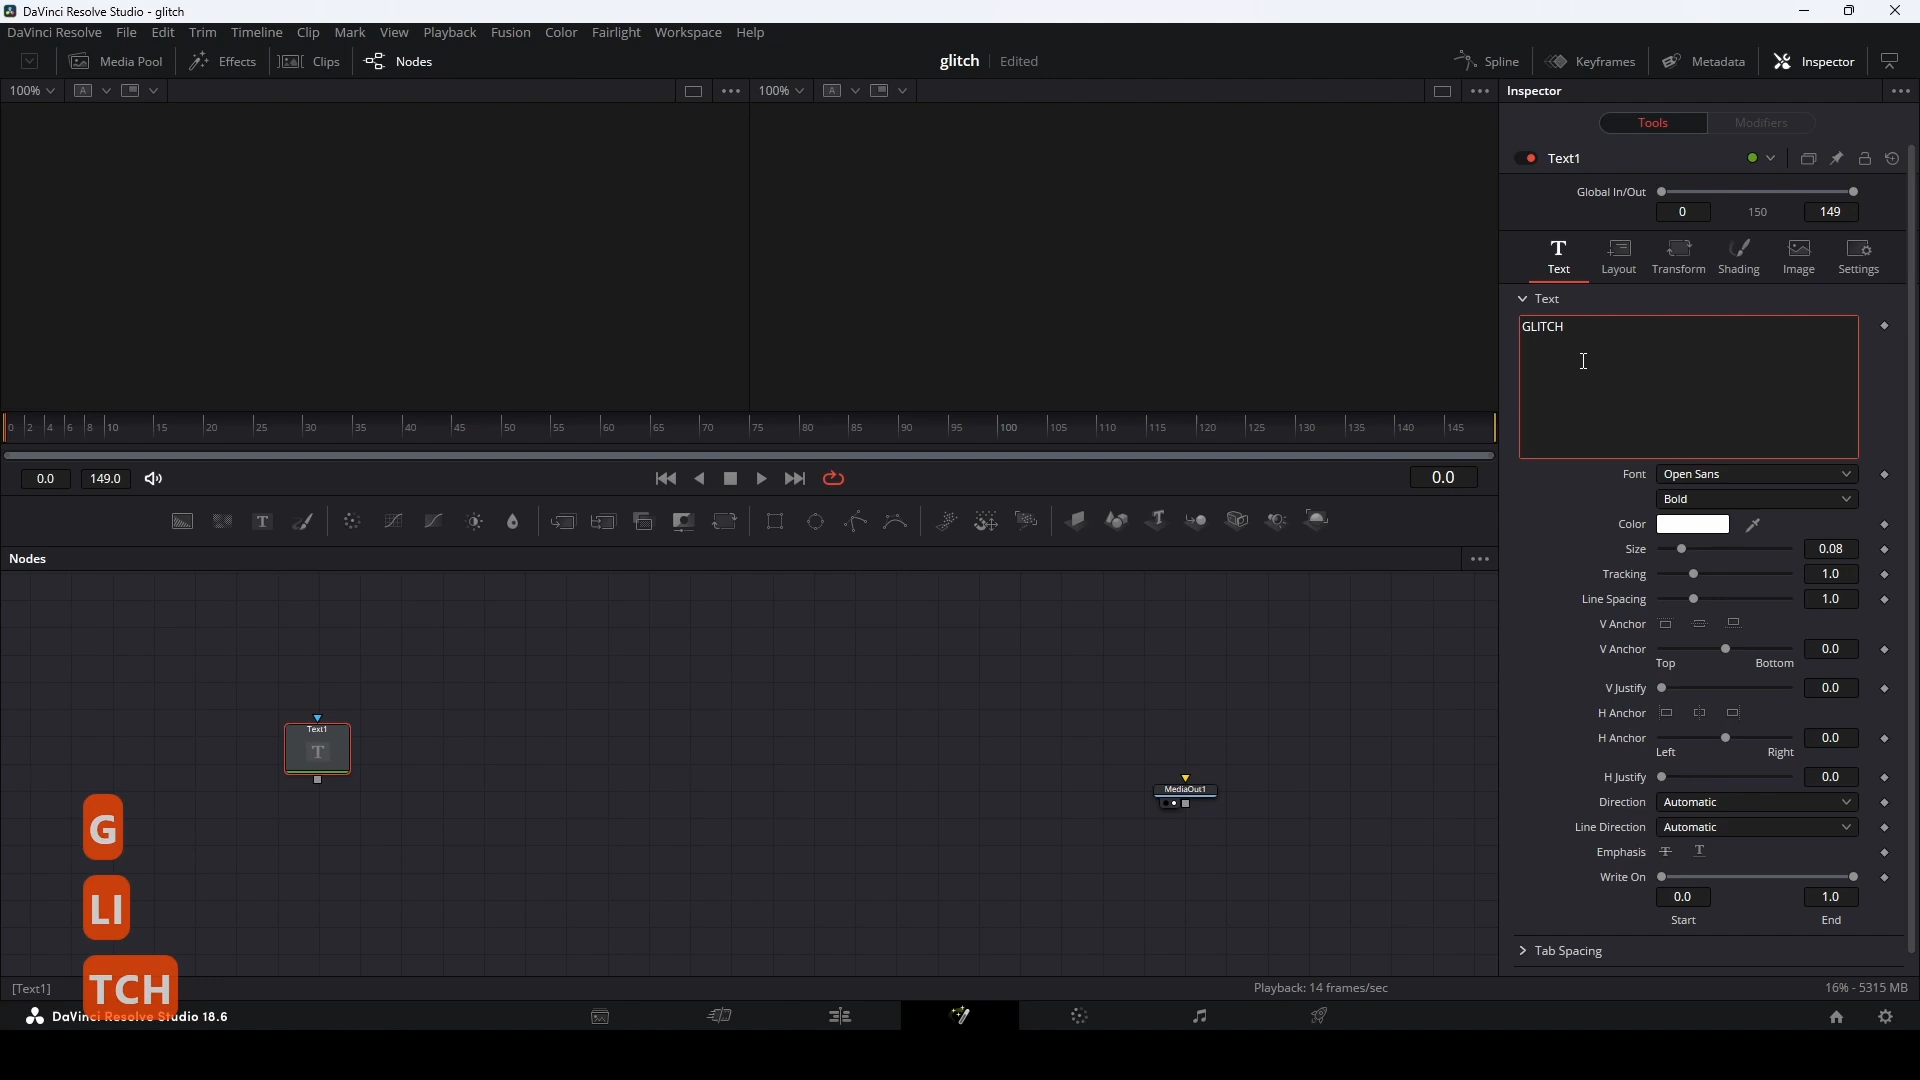 DaVinci Resolve Studio - glitch
DaVinci Resolve File Edit Trim Timeline Clip Mark View Playback Fusion Color Fairlight Workspace Help
Media Pool Effects Clips Nodes glitch Edited Spline Keyframes Metadata Inspector
100% A 100% A Inspector
Tools Modifiers
Text1
Global In/Out
0 150 149
T
Text Layout Transform Shading Image Settings
Text
GLITCH
0 2 4 6 8 10 15 20 25 30 35 40 45 50 55 60 65 70 75 80 85 90 95 100 105 110 115 120 125 130 135 140 145
0.0 149.0 0.0
Font Open Sans
Bold
Color
Size 0.08
Tracking 1.0
Line Spacing 1.0
V Anchor
V Anchor 0.0
Top Bottom
V Justify 0.0
H Anchor
H Anchor 0.0
Left Right
H Justify 0.0
Direction Automatic
Line Direction Automatic
Emphasis T T
Write On
0.0 1.0
Start End
Tab Spacing
Nodes
Text1
T
MediaOut1
G
LI
TCH
[Text1] Playback: 14 frames/sec 16% - 5315 MB
DaVinci Resolve Studio 18.6